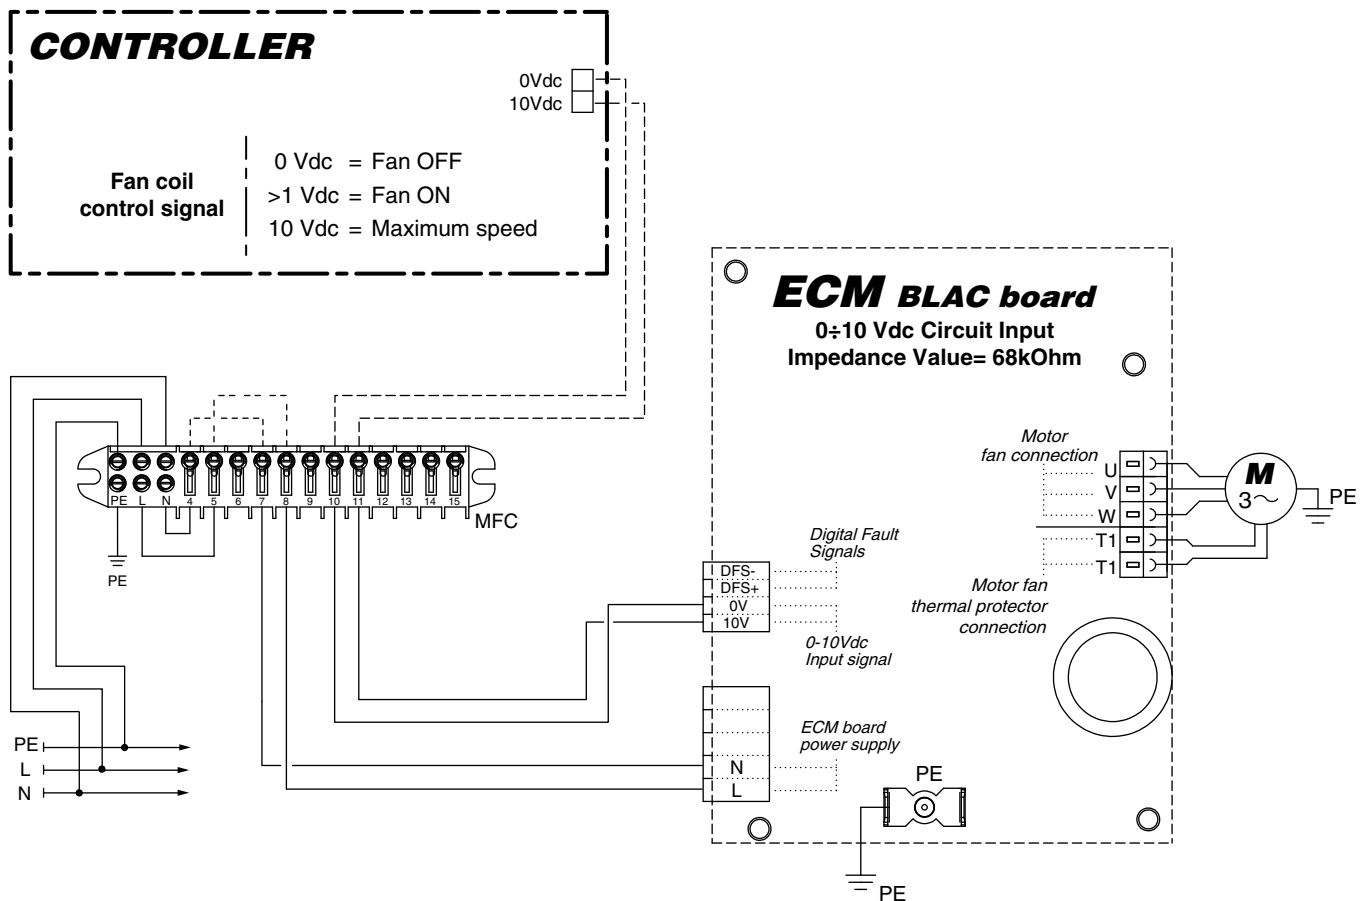 CONTROLLER
0Vdc
10Vdc
Fan coil
control signal
0 Vdc = Fan OFF
>1 Vdc = Fan ON
10 Vdc = Maximum speed
ECM BLAC board
0÷10 Vdc Circuit Input
Impedance Value= 68kOhm
Motor
fan connection
U
V
W
T1
T1
M
3~
PE
PE L N 4 5 6 7 8 9 10 11 12 13 14 15
MFC
PE
Digital Fault
Signals
DFS-
DFS+
0V
10V
0-10Vdc
Input signal
Motor fan
thermal protector
connection
ECM board
power supply
N
L
PE
L
N
PE
PE